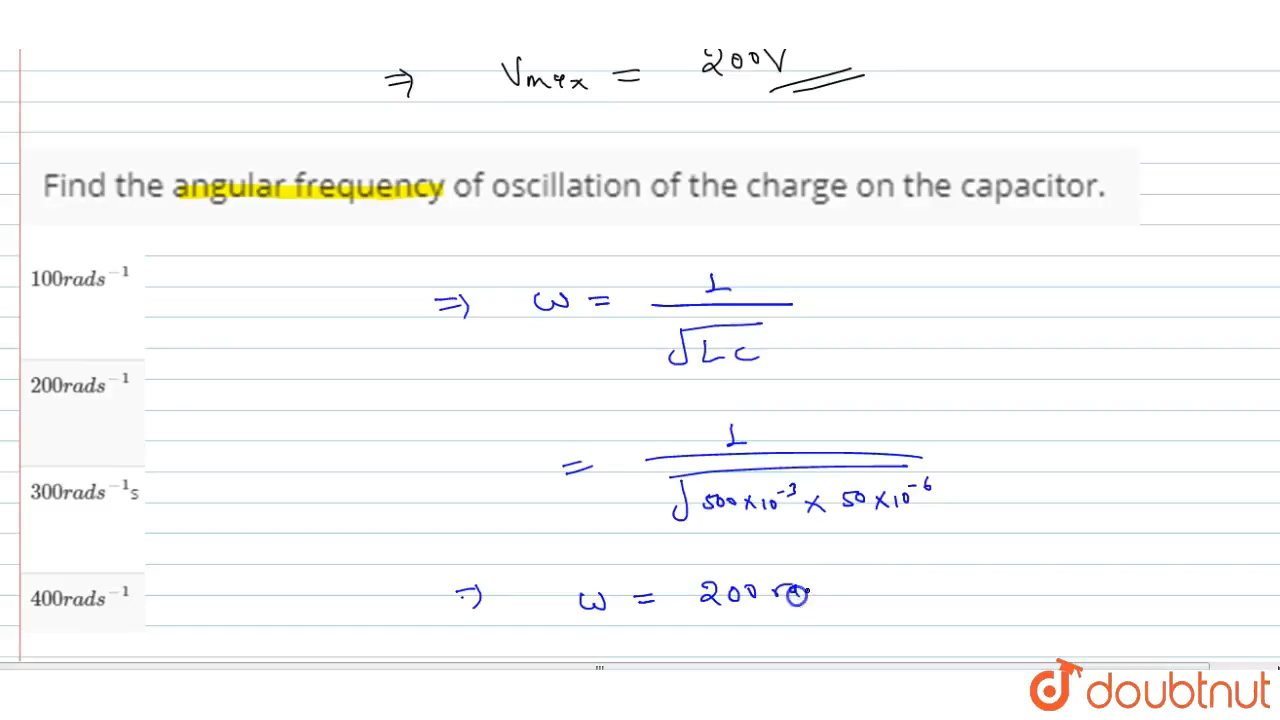 ⇒ Vmax = 200V
Find the angular frequency of oscillation of the charge on the capacitor.
100rads⁻¹
⇒ ω = 1/√LC
200rads⁻¹
= 1/√500×10⁻³ × 50×10⁻⁶
300rads⁻¹s
⇒ ω = 200 ra
400rads⁻¹
doubtnut